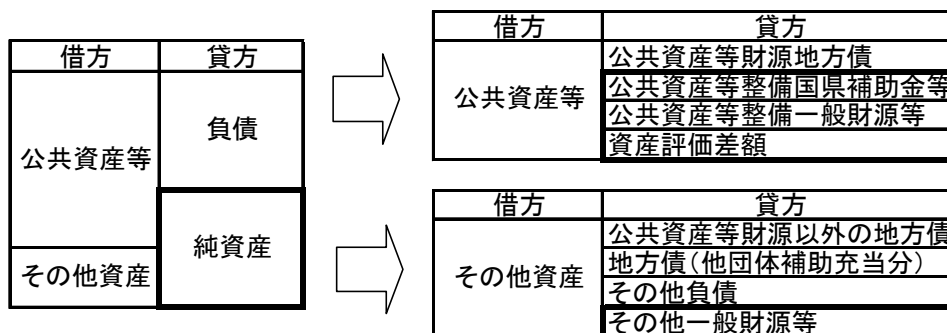 借方 貸方
公共資産等 負債
その他資産 純資産
借方 貸方
公共資産等 公共資産等財源地方債
公共資産等整備国県補助金等
公共資産等整備一般財源等
資産評価差額
借方 貸方
その他資産 公共資産等財源以外の地方債
地方債(他団体補助充当分)
その他負債
その他一般財源等